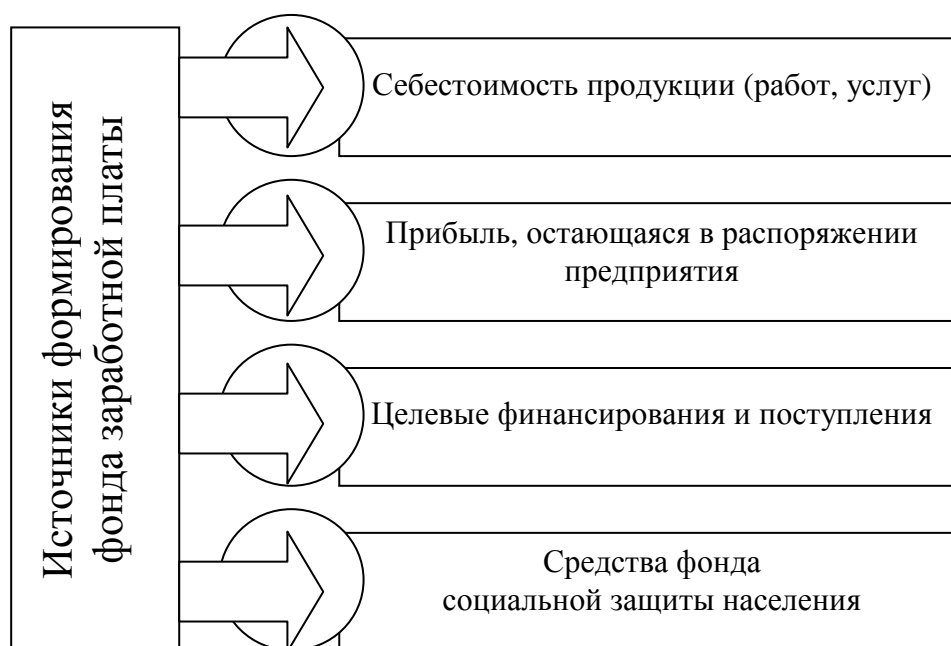 Источники формирования
фонда заработной платы
Себестоимость продукции (работ, услуг)
Прибыль, остающаяся в распоряжении
предприятия
Целевые финансирования и поступления
Средства фонда
социальной защиты населения